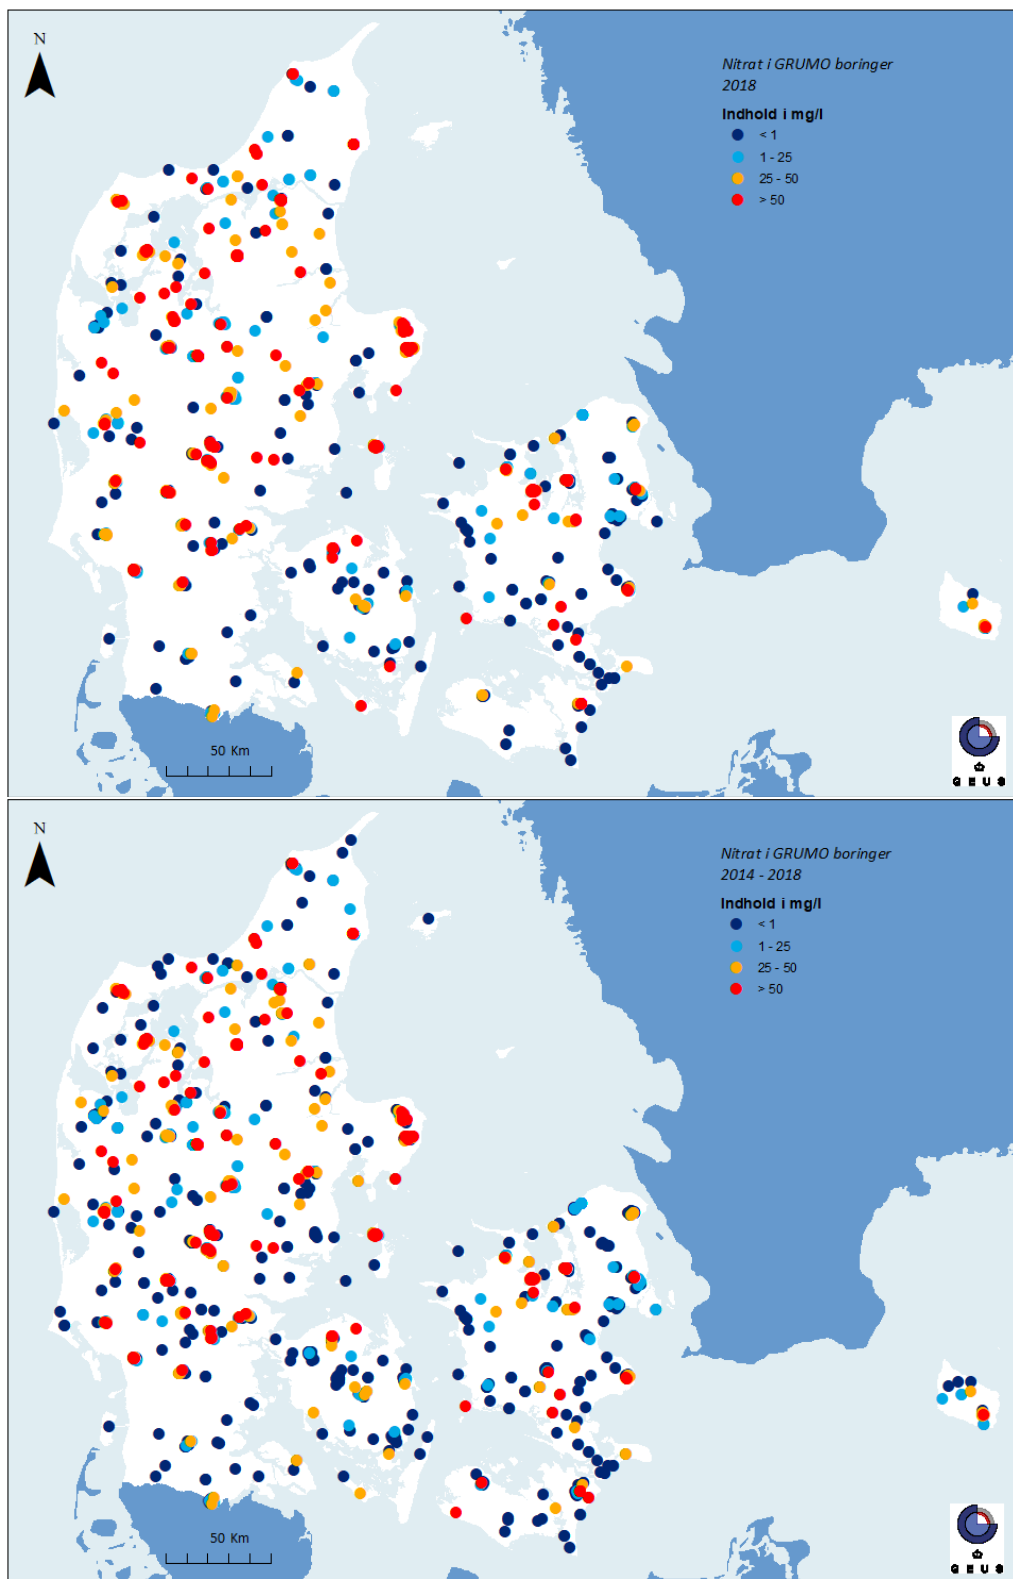 N
Nitrat i GRUMO boringer
2018
Indhold i mg/l
< 1
1 - 25
25 - 50
> 50
50 Km
G E U S
N
Nitrat i GRUMO boringer
2014 - 2018
Indhold i mg/l
< 1
1 - 25
25 - 50
> 50
50 Km
G E U S